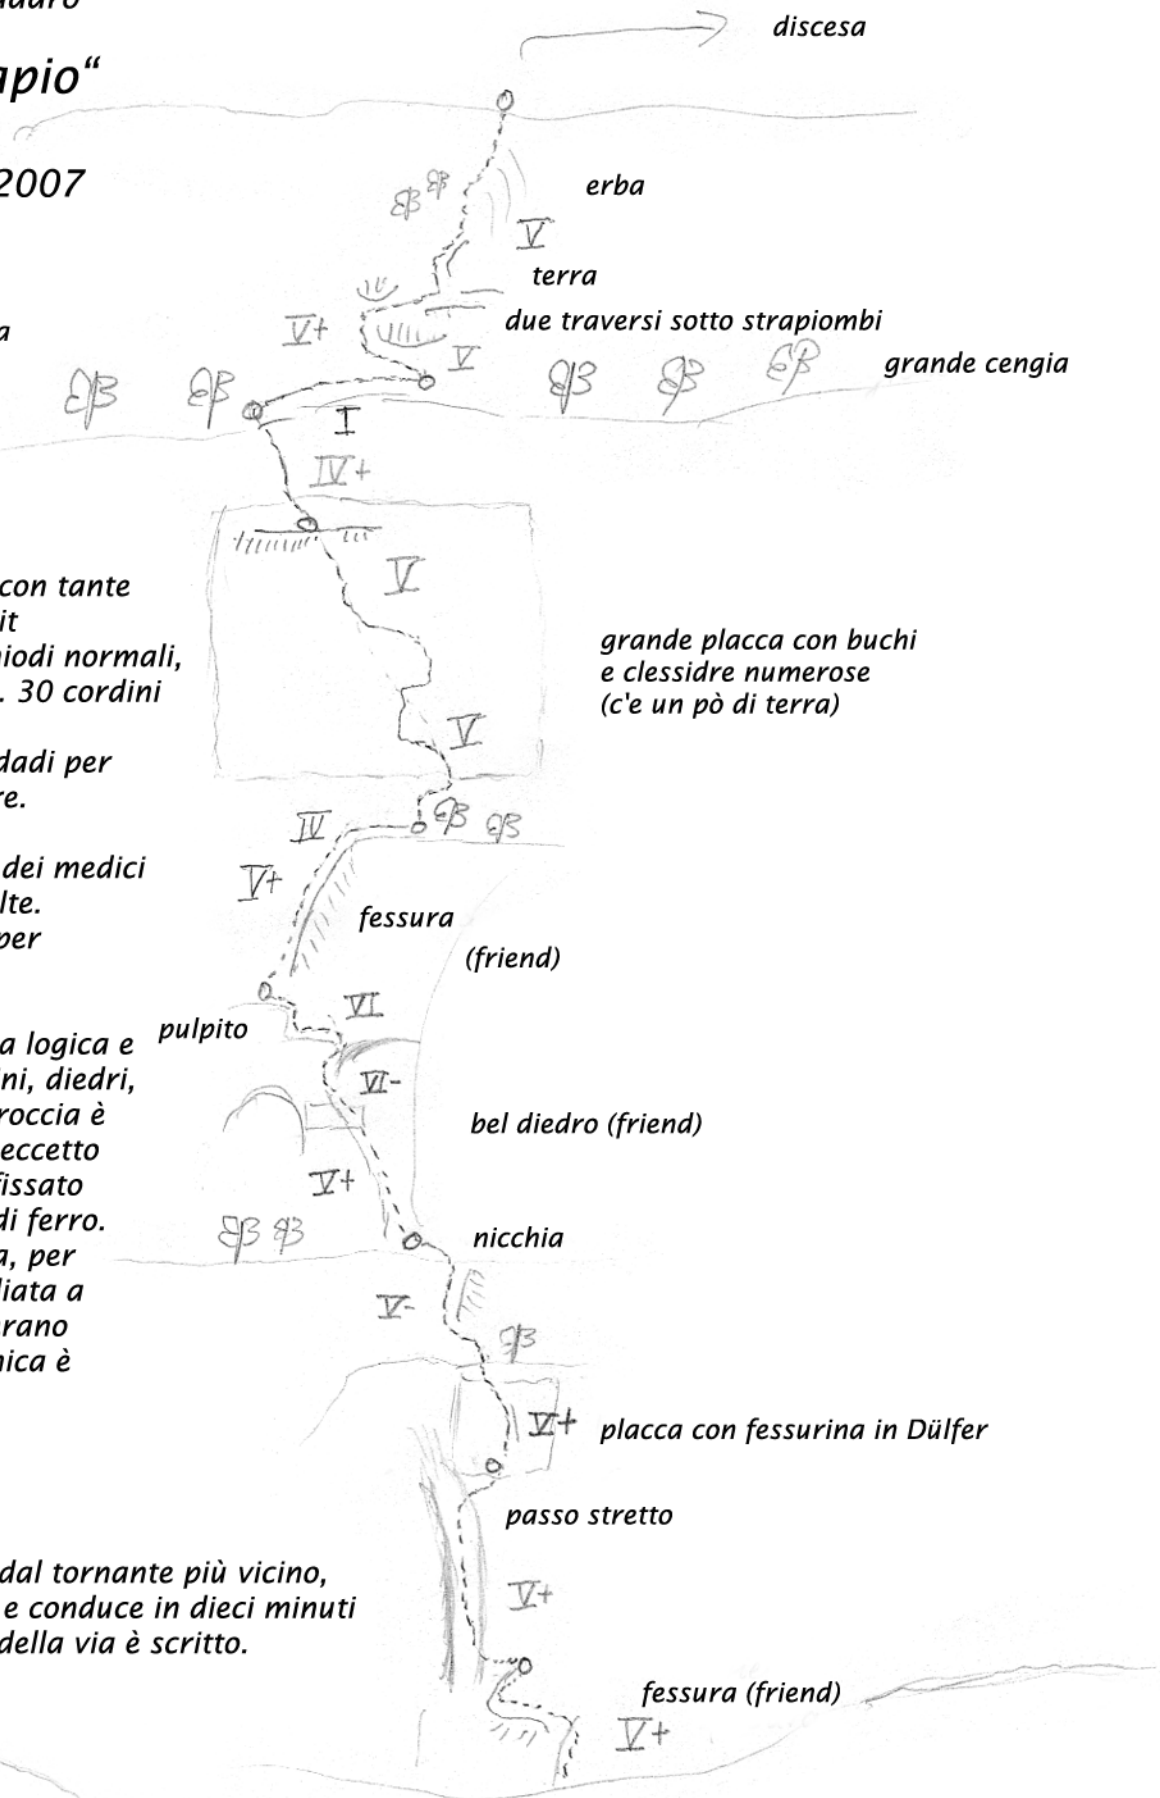 apio“
2007
discesa
erba
V
terra
due traversi sotto strapiombi
V+
V
grande cengia
I
IV+
V
con tante
it
iodi normali,
. 30 cordini
grande placca con buchi
e clessidre numerose
(c'e un pò di terra)
V
dadi per
re.
IV
V+
dei medici
lte.
per
fessura
(friend)
VI
pulpito
a logica e
ni, diedri,
roccia è
eccetto
fissato
di ferro.
a, per
liata a
rano
nica è
VI-
bel diedro (friend)
V+
nicchia
V-
V+
placca con fessurina in Dülfer
passo stretto
V+
dal tornante più vicino,
e conduce in dieci minuti
della via è scritto.
fessura (friend)
V+